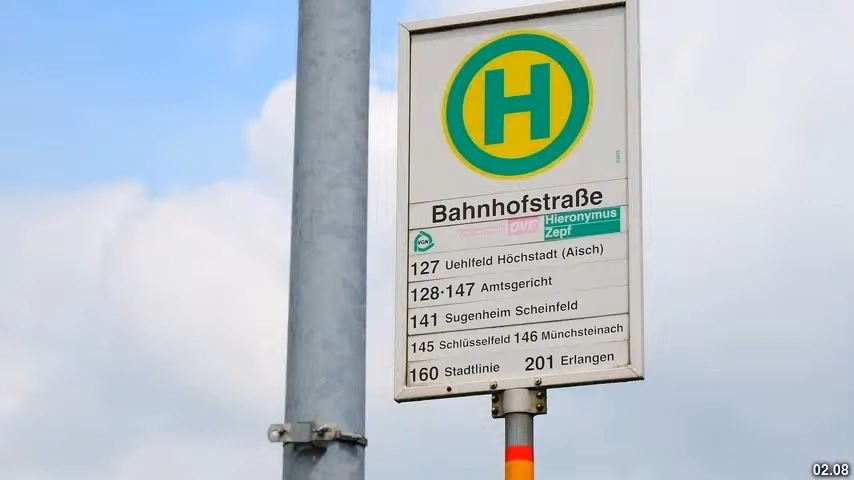 H
Bahnhofstraße
VGN
OVF
Hieronymus
Zepf
127 Uehlfeld Höchstadt (Aisch)
128·147 Amtsgericht
141 Sugenheim Scheinfeld
145 Schlüsselfeld 146 Münchsteinach
160 Stadtlinie 201 Erlangen
02.08